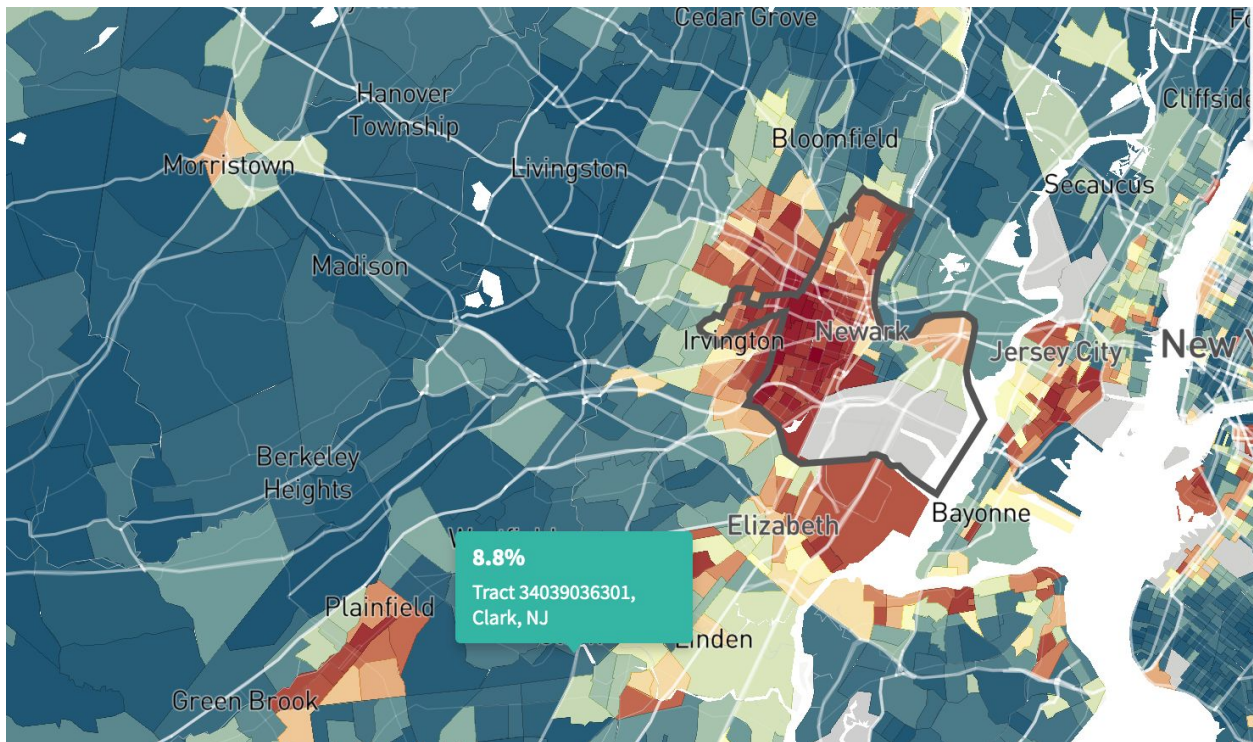 Cedar Grove
Hanover
Township
Cliffside
Bloomfield
Morristown
Livingston
Secaucus
Madison
Irvington
Newark
Jersey City
New Y
Berkeley
Heights
Elizabeth
Bayonne
8.8%
Tract 34039036301,
Clark, NJ
Plainfield
Linden
Green Brook